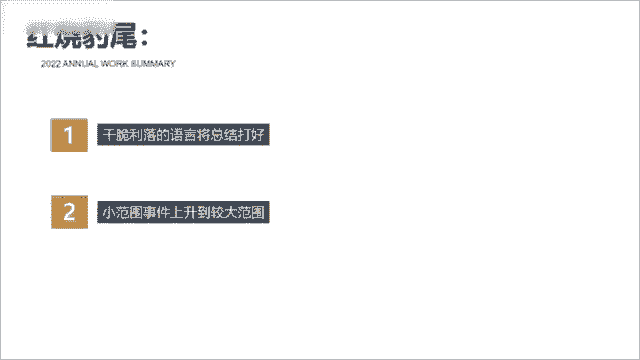 红烧豹尾：
2022 ANNUAL WORK SUMMARY
1
干脆利落的语言将总结打好
2
小范围事件上升到较大范围